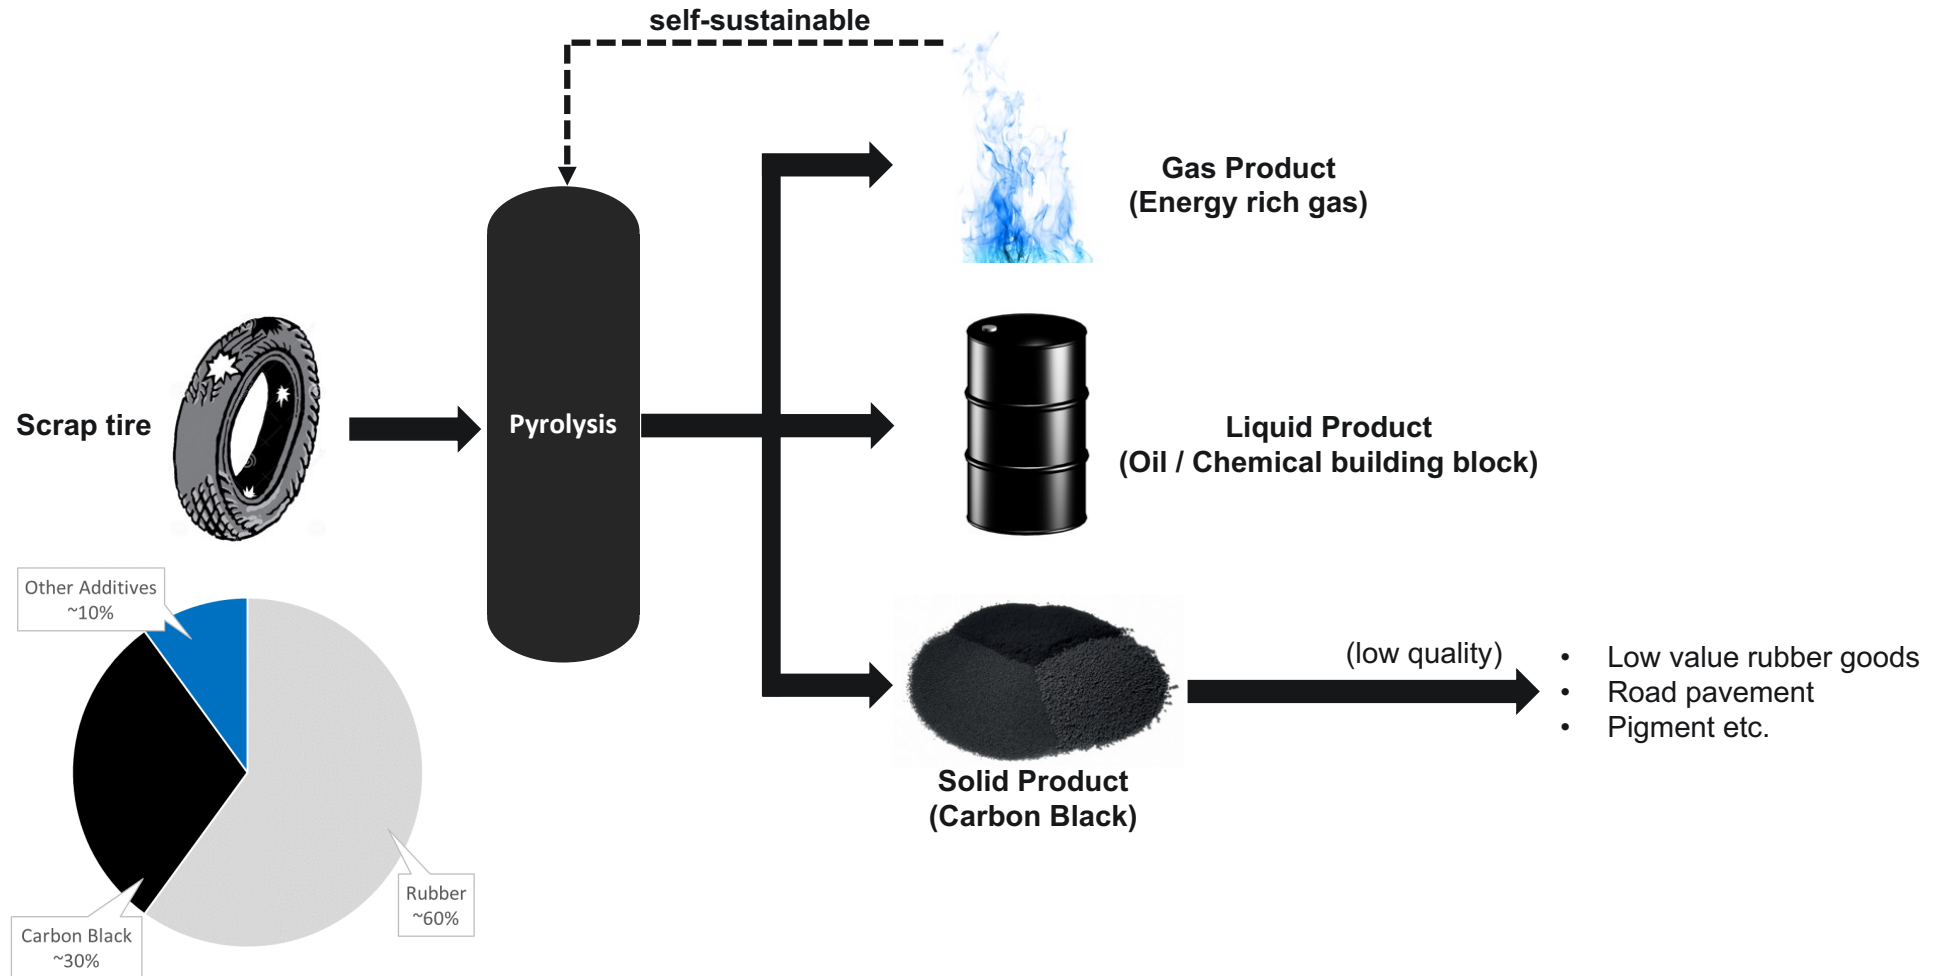 self-sustainable
Gas Product
(Energy rich gas)
Scrap tire
Pyrolysis
Liquid Product
(Oil / Chemical building block)
Other Additives
~10%
Rubber
~60%
Carbon Black
~30%
Solid Product
(Carbon Black)
(low quality)
• Low value rubber goods
• Road pavement
• Pigment etc.